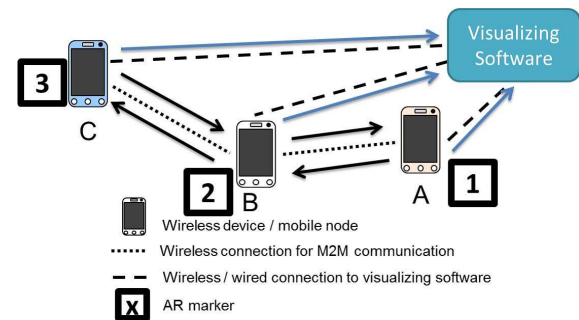 Visualizing
Software
3
C
2
B
A
1
Wireless device / mobile node
Wireless connection for M2M communication
Wireless / wired connection to visualizing software
X
AR marker